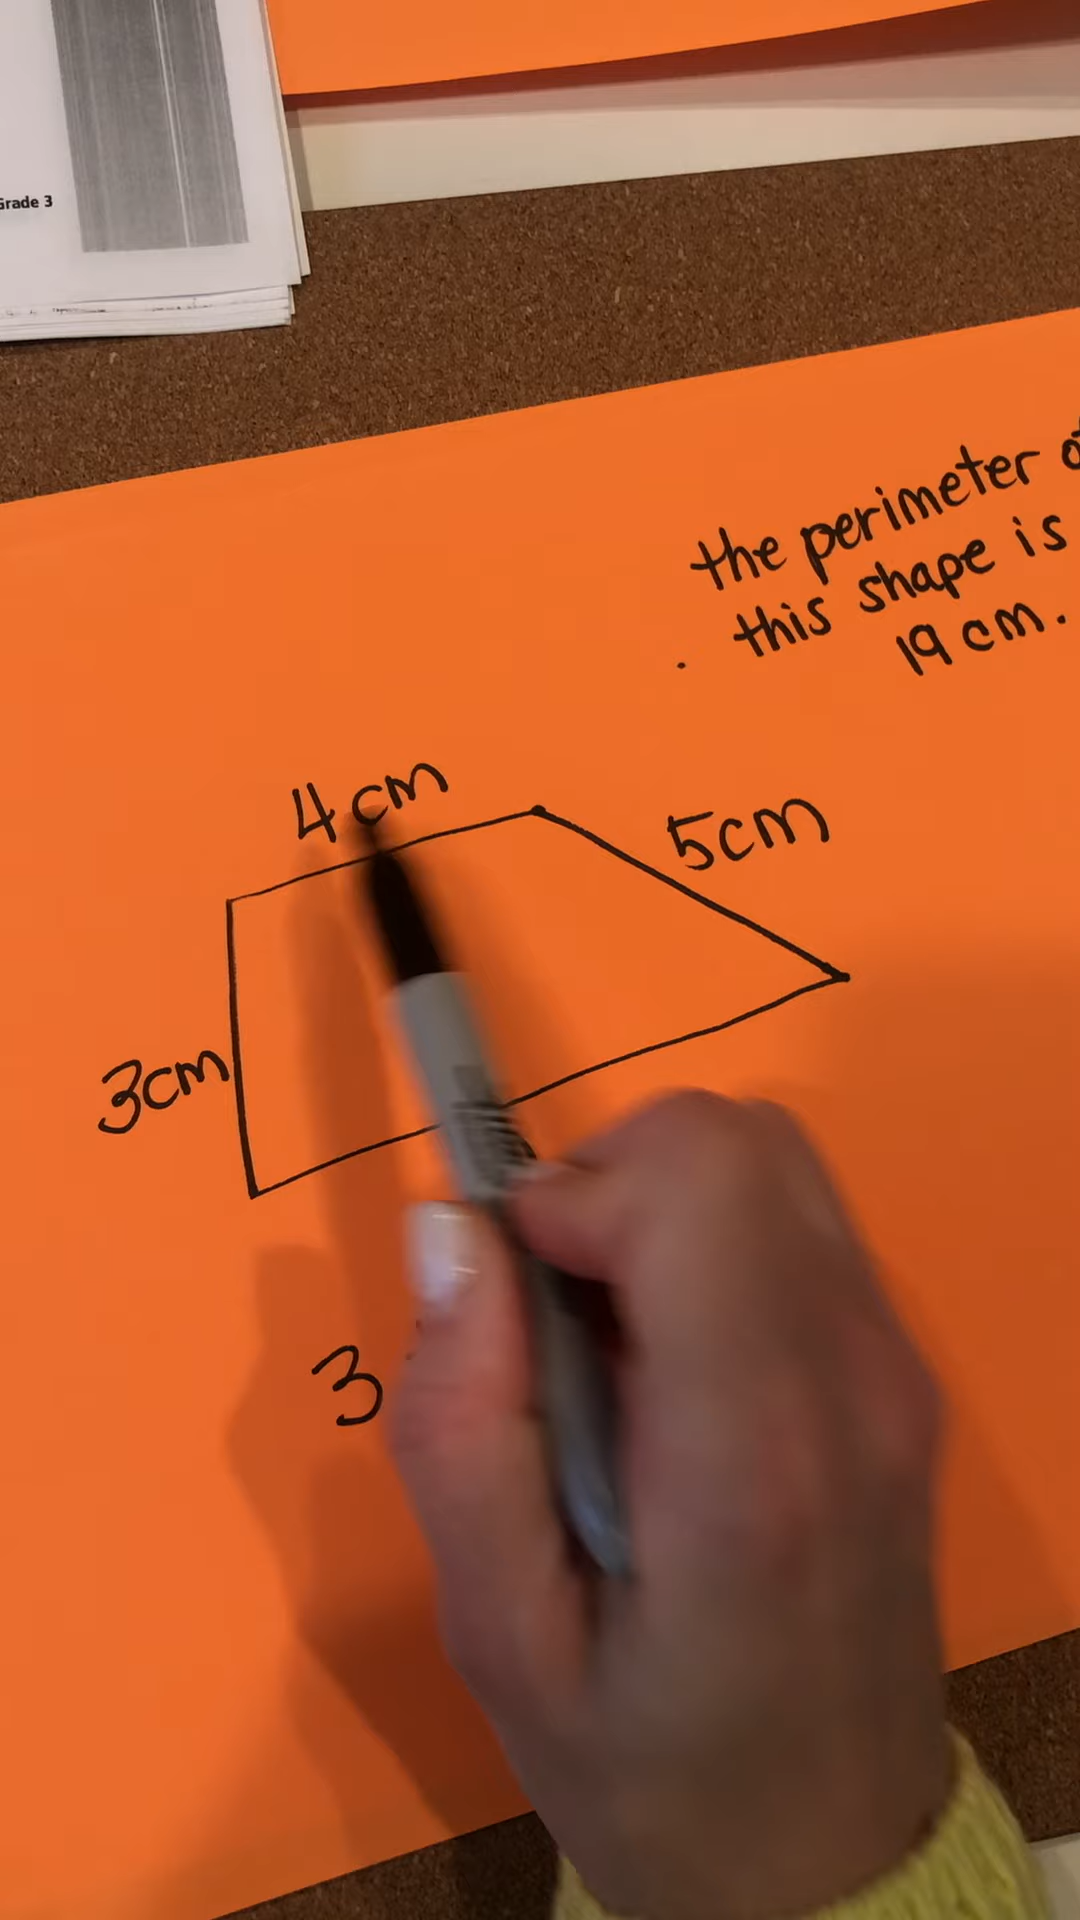 Grade 3
the perimeter of
this shape is
19 cm.
4 cm
5cm
3cm
3